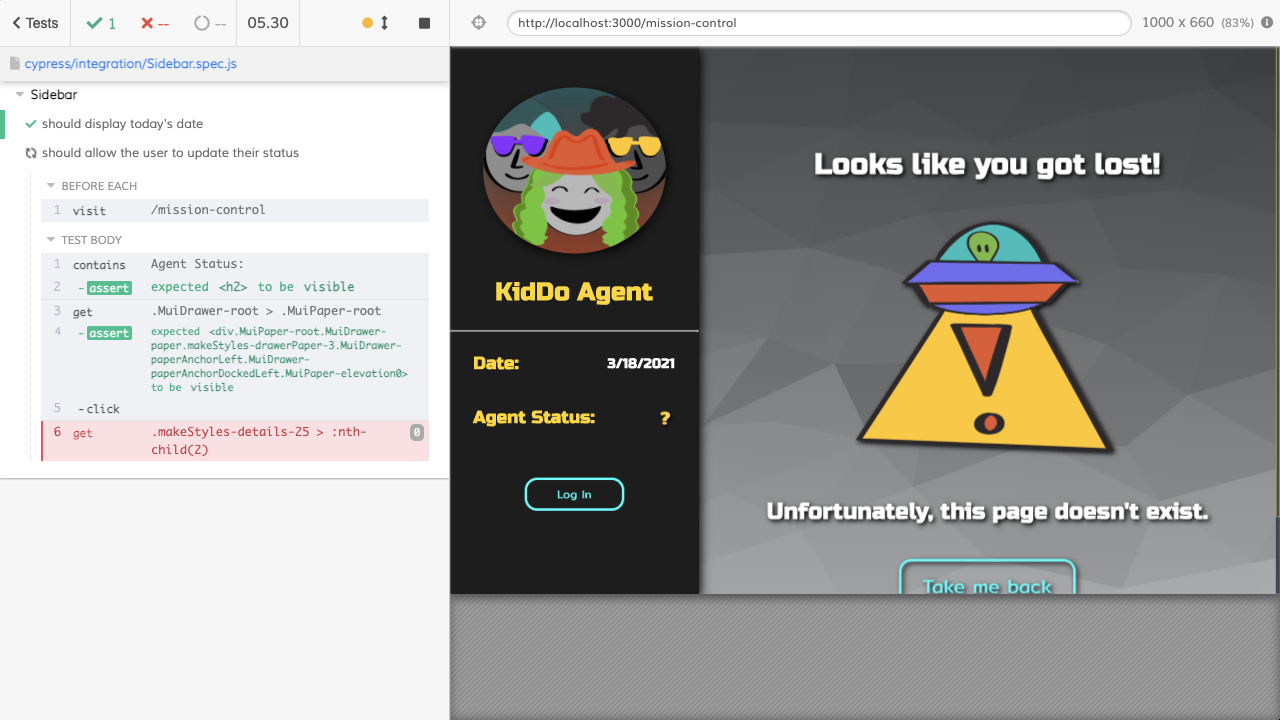 Tests
1
--
--
05.30
http://localhost:3000/mission-control
1000 x 660 (83%)
cypress/integration/Sidebar.spec.js
Sidebar
should display today's date
should allow the user to update their status
BEFORE EACH
1 visit /mission-control
TEST BODY
1 contains Agent Status:
2 -assert expected <h2> to be visible
3 get .MuiDrawer-root > .MuiPaper-root
4 -assert expected <div.MuiPaper-root.MuiDrawer-
paper.makeStyles-drawerPaper-3.MuiDrawer-
paperAnchorLeft.MuiDrawer-
paperAnchorDockedLeft.MuiPaper-elevation0>
to be visible
5 -click
6 get .makeStyles-details-25 > :nth- 0
child(2)
KidDo Agent
Date: 3/18/2021
Agent Status: ?
Log In
Looks like you got lost!
Unfortunately, this page doesn't exist.
Take me back